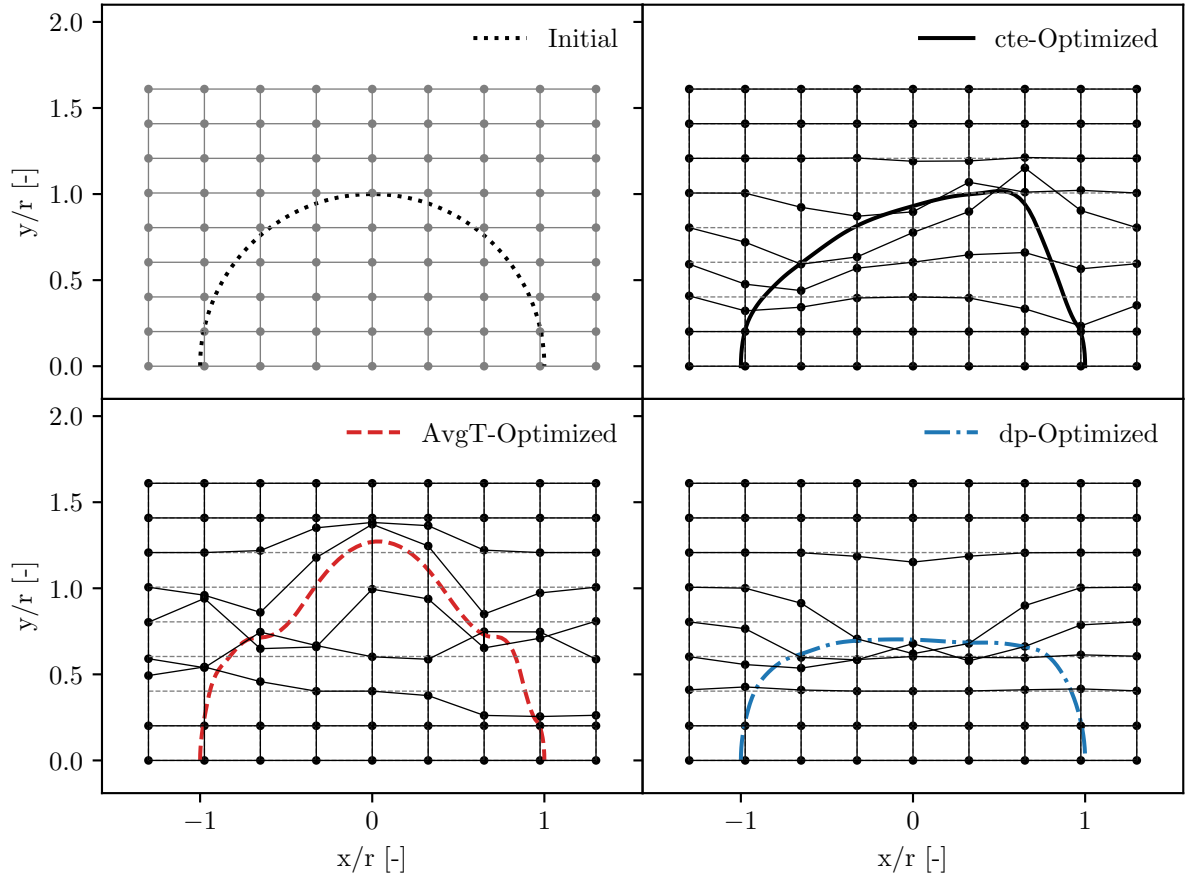 2.0
Initial
cte-Optimized
1.5
1.0
y/r [-]
0.5
0.0
2.0
AvgT-Optimized
dp-Optimized
1.5
1.0
y/r [-]
0.5
0.0
−1 0 1 −1 0 1
x/r [-] x/r [-]